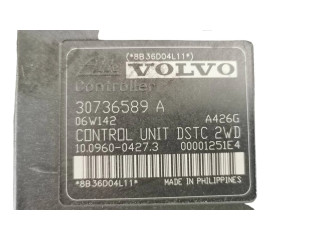 (*8B36D04L11*)
VOLVO
Controller
30736589 A
06W142 A426G
CONTROL UNIT DSTC 2WD
10.0960-0427.3 00001251E4
*8B36D04L11*
MADE IN PHILIPPINES